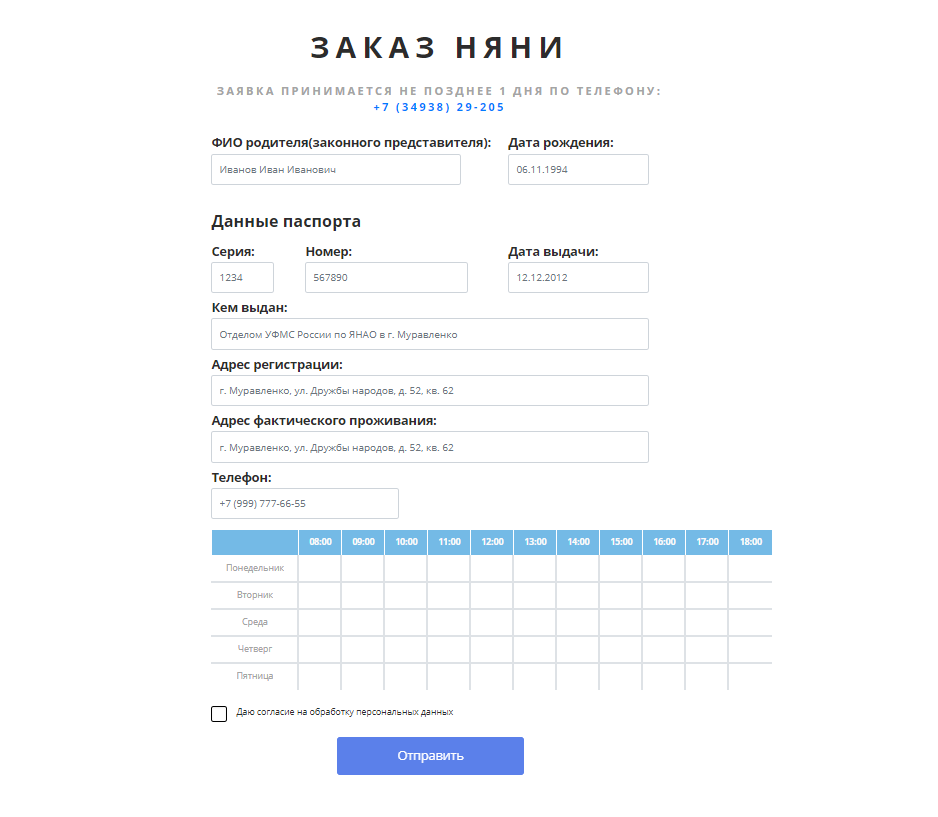 ЗАКАЗ НЯНИ
ЗАЯВКА ПРИНИМАЕТСЯ НЕ ПОЗДНЕЕ 1 ДНЯ ПО ТЕЛЕФОНУ:
+7 (34938) 29-205
ФИО родителя(законного представителя): Дата рождения:
Иванов Иван Иванович 06.11.1994
Данные паспорта
Серия: Номер: Дата выдачи:
1234 567890 12.12.2012
Кем выдан:
Отделом УФМС России по ЯНАО в г. Муравленко
Адрес регистрации:
г. Муравленко, ул. Дружбы народов, д. 52, кв. 62
Адрес фактического проживания:
г. Муравленко, ул. Дружбы народов, д. 52, кв. 62
Телефон:
+7 (999) 777-66-55
08:00 09:00 10:00 11:00 12:00 13:00 14:00 15:00 16:00 17:00 18:00
Понедельник
Вторник
Среда
Четверг
Пятница
Даю согласие на обработку персональных данных
Отправить